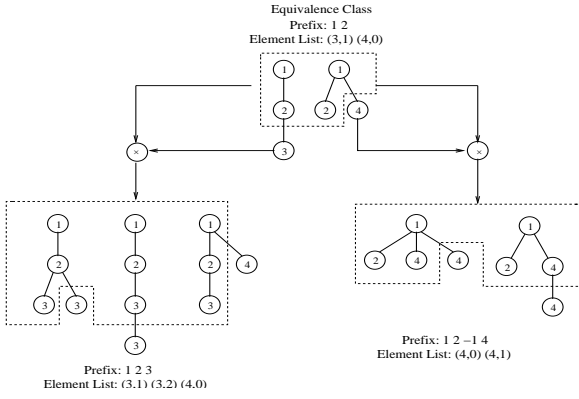 Equivalence Class
Prefix: 1 2
Element List: (3,1) (4,0)
1 1
2 2 4
× 3 ×
1 1 1
2 2 2 4
3 3 3 3
3
1 1
2 4 4 2 4
4
Prefix: 1 2 3
Element List: (3,1) (3,2) (4,0)
Prefix: 1 2 −1 4
Element List: (4,0) (4,1)